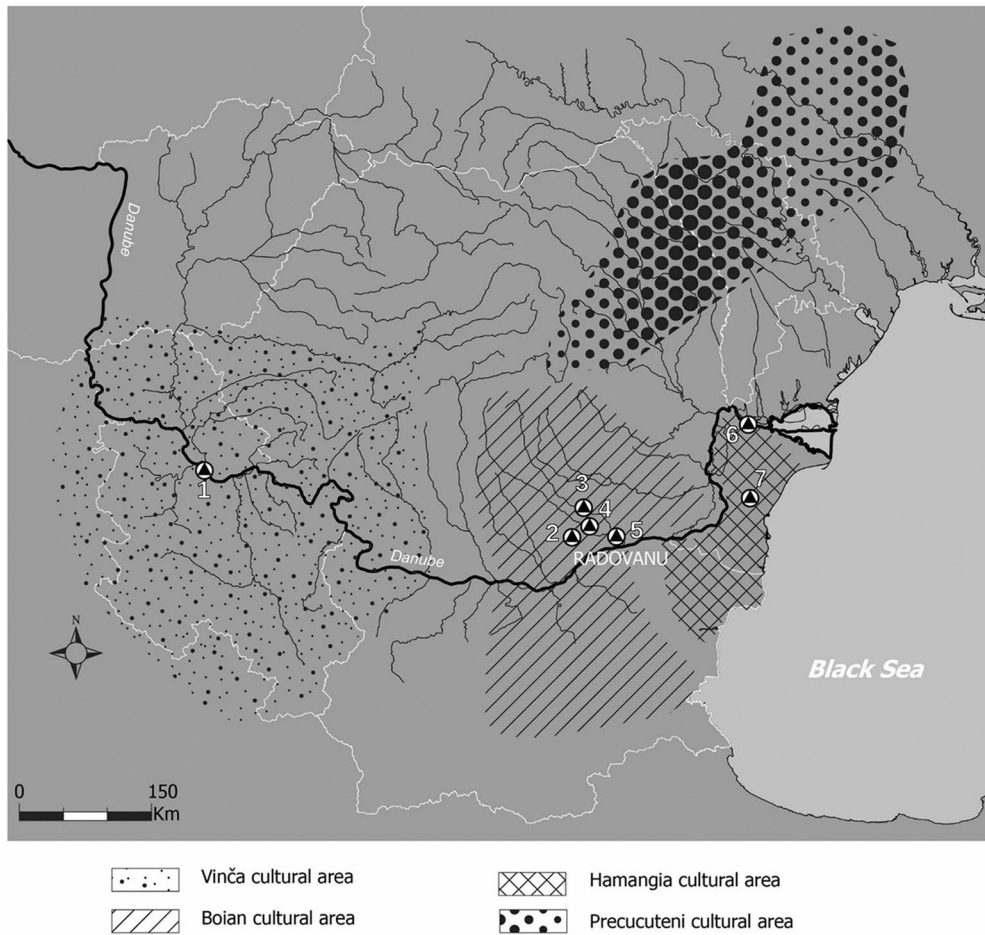 Danube
6
7
3
4
1
2
5
RADOVANU
Danube
N
Black Sea
0 150
Km
Vinča cultural area
Hamangia cultural area
Boian cultural area
Precucuteni cultural area